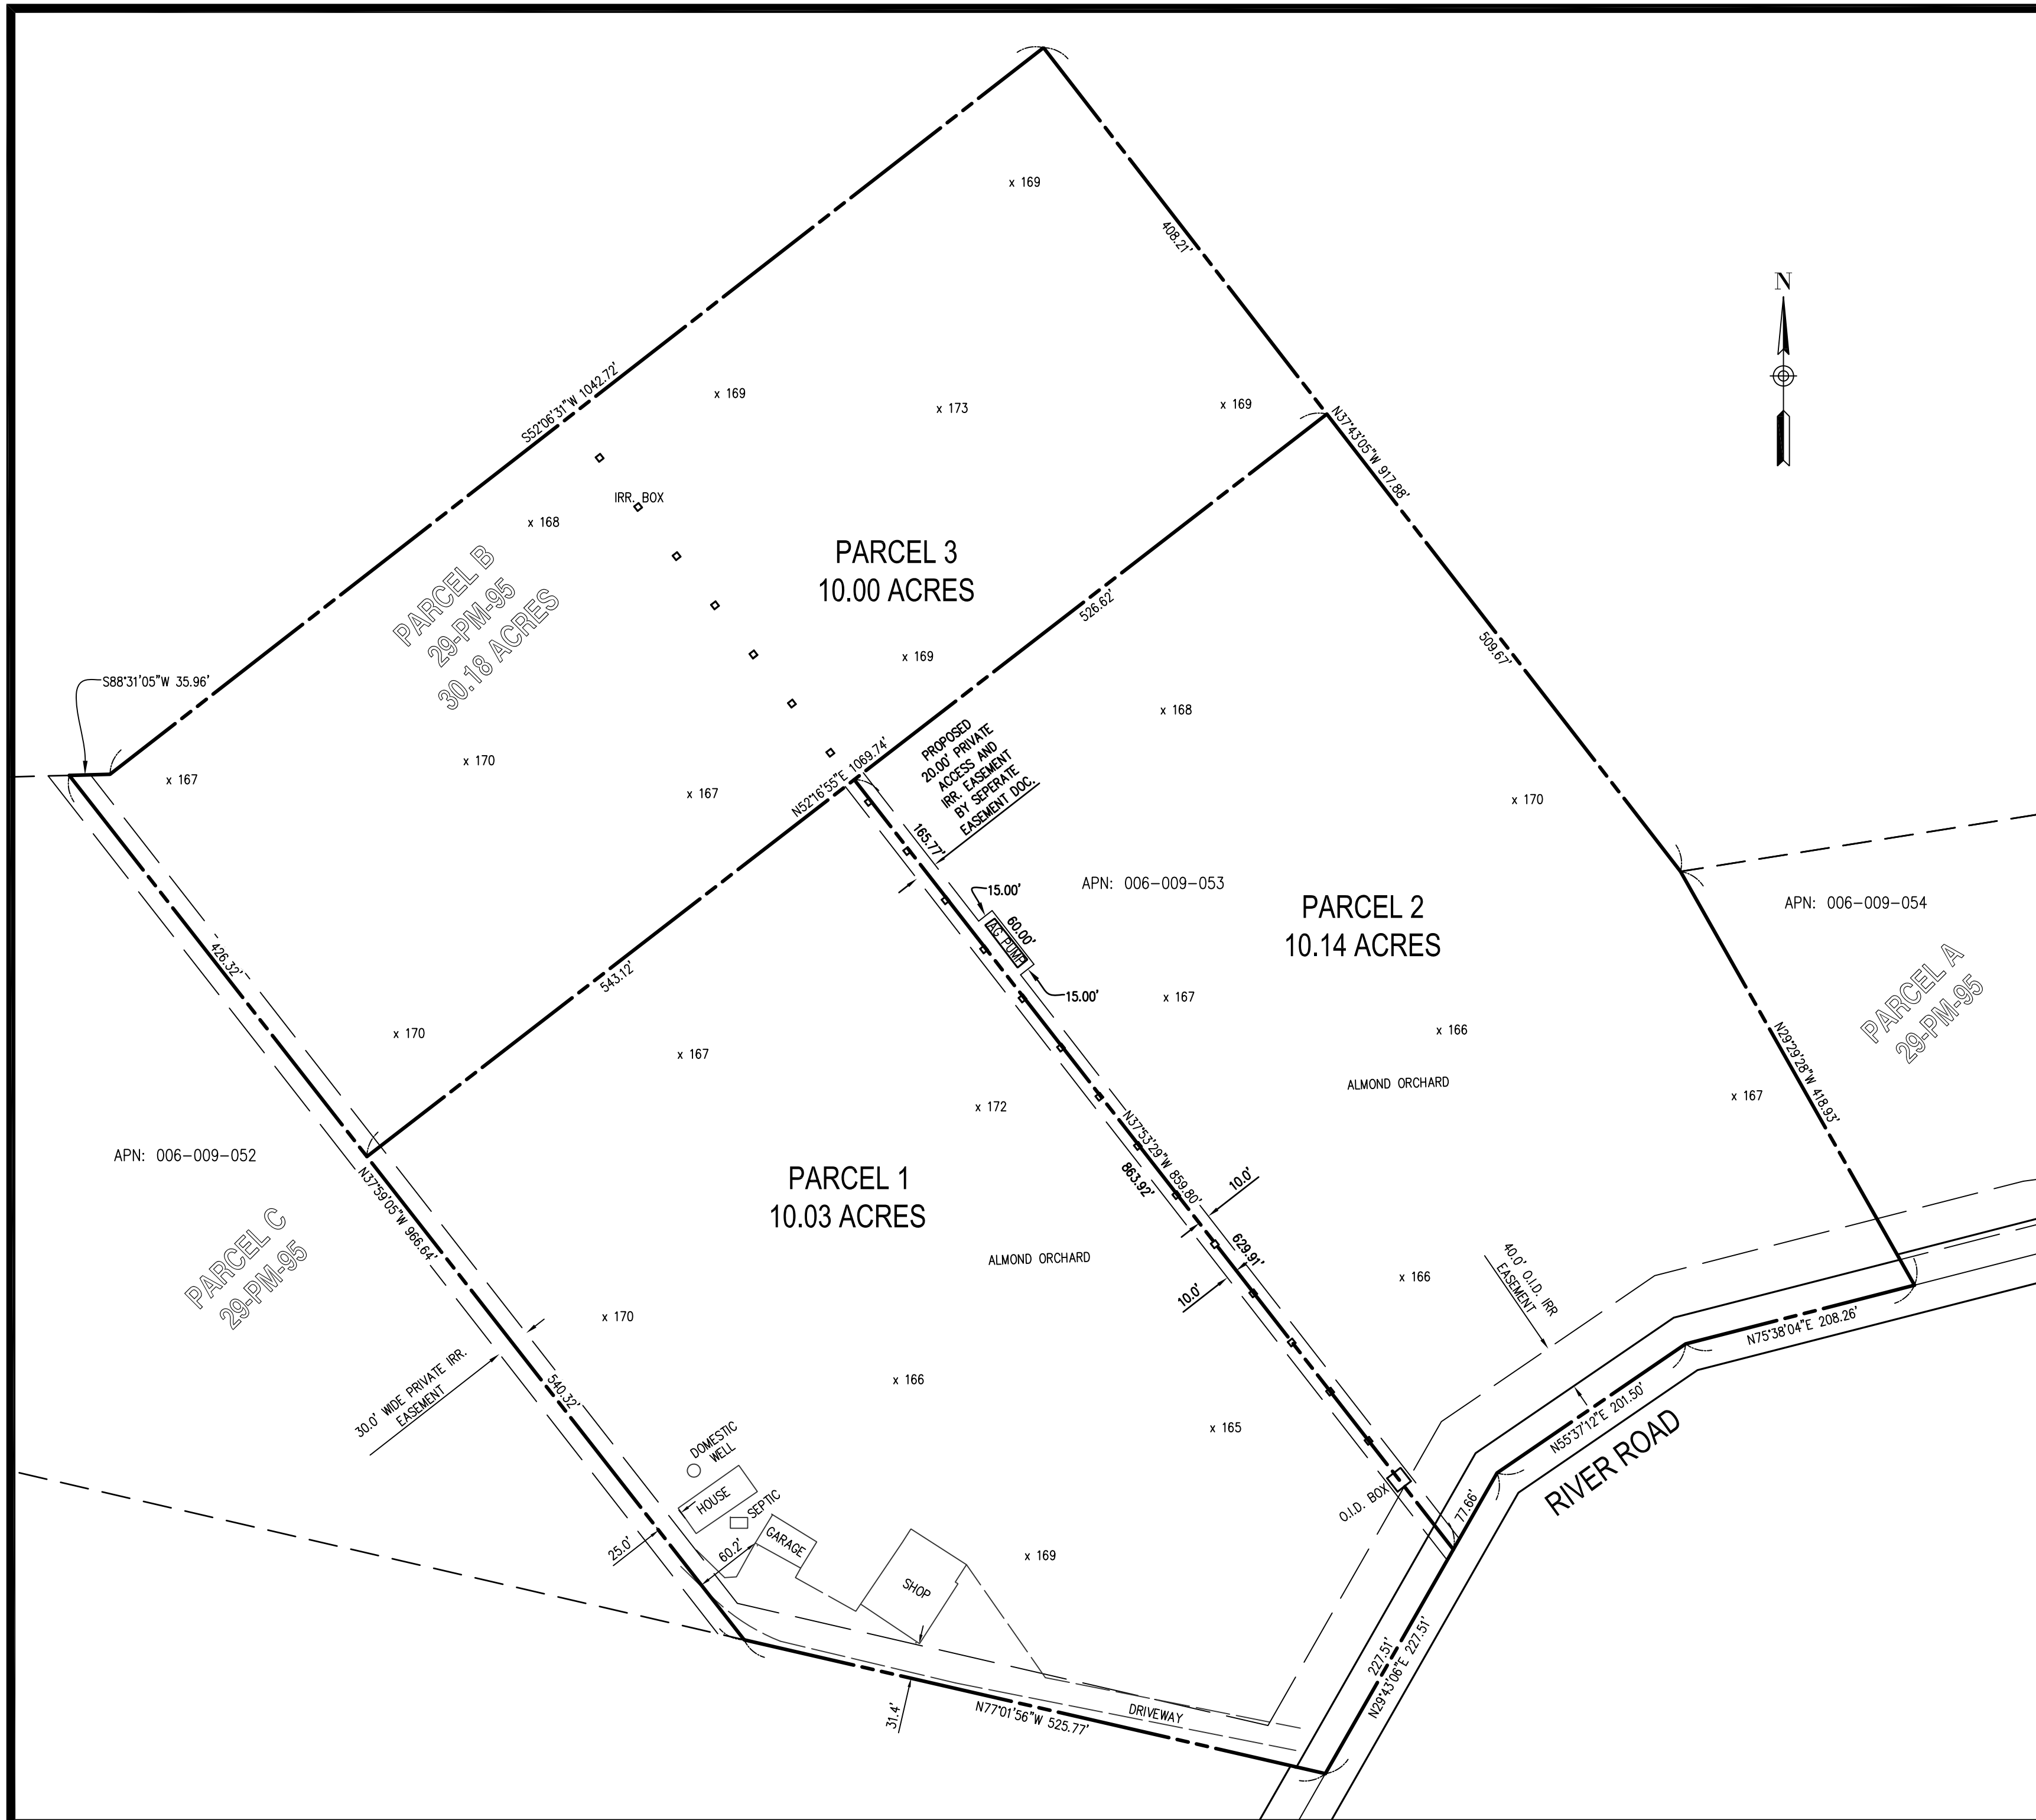 N
x 169
408.21'
S52°06'31"W 1042.72'
x 169
x 173
x 169
N37°43'05"W 917.88'
IRR. BOX
x 168
PARCEL 3
10.00 ACRES
PARCEL B
29-PM-95
30.18 ACRES
526.62'
509.67'
x 169
S88°31'05"W 35.96'
x 168
x 167
x 170
x 167
N52°16'55"E 1069.74'
PROPOSED
20.00' PRIVATE
ACCESS AND
IRR. EASEMENT
BY SEPERATE
EASEMENT DOC.
x 170
165.77'
15.00'
60.00'
AG PUMP
15.00'
APN: 006-009-053
PARCEL 2
10.14 ACRES
APN: 006-009-054
PARCEL A
29-PM-95
426.32'
543.12'
x 170
x 167
x 167
x 166
N29°29'28"W 418.93'
ALMOND ORCHARD
x 167
x 172
APN: 006-009-052
N37°59'05"W 966.64'
PARCEL C
29-PM-95
PARCEL 1
10.03 ACRES
N37°53'29"W 859.80'
863.92'
10.0'
629.91'
10.0'
ALMOND ORCHARD
x 166
40.0' O.I.D. IRR
EASEMENT
x 170
30.0' WIDE PRIVATE IRR.
EASEMENT
540.32'
x 166
x 165
N75°38'04"E 208.26'
N55°37'12"E 201.50'
RIVER ROAD
DOMESTIC
WELL
HOUSE
SEPTIC
GARAGE
25.0'
60.2'
SHOP
x 169
O.I.D. BOX
77.66'
227.51'
N29°43'06"E 227.51'
31.4'
N77°01'56"W 525.77'
DRIVEWAY